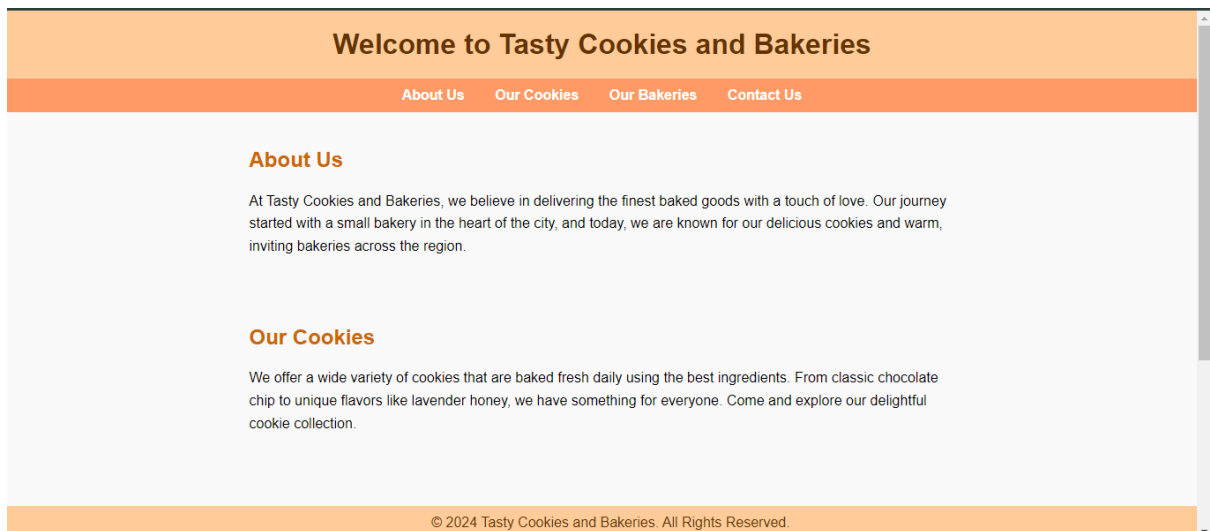 Welcome to Tasty Cookies and Bakeries
About Us Our Cookies Our Bakeries Contact Us
About Us
At Tasty Cookies and Bakeries, we believe in delivering the finest baked goods with a touch of love. Our journey
started with a small bakery in the heart of the city, and today, we are known for our delicious cookies and warm,
inviting bakeries across the region.
Our Cookies
We offer a wide variety of cookies that are baked fresh daily using the best ingredients. From classic chocolate
chip to unique flavors like lavender honey, we have something for everyone. Come and explore our delightful
cookie collection.
© 2024 Tasty Cookies and Bakeries. All Rights Reserved.